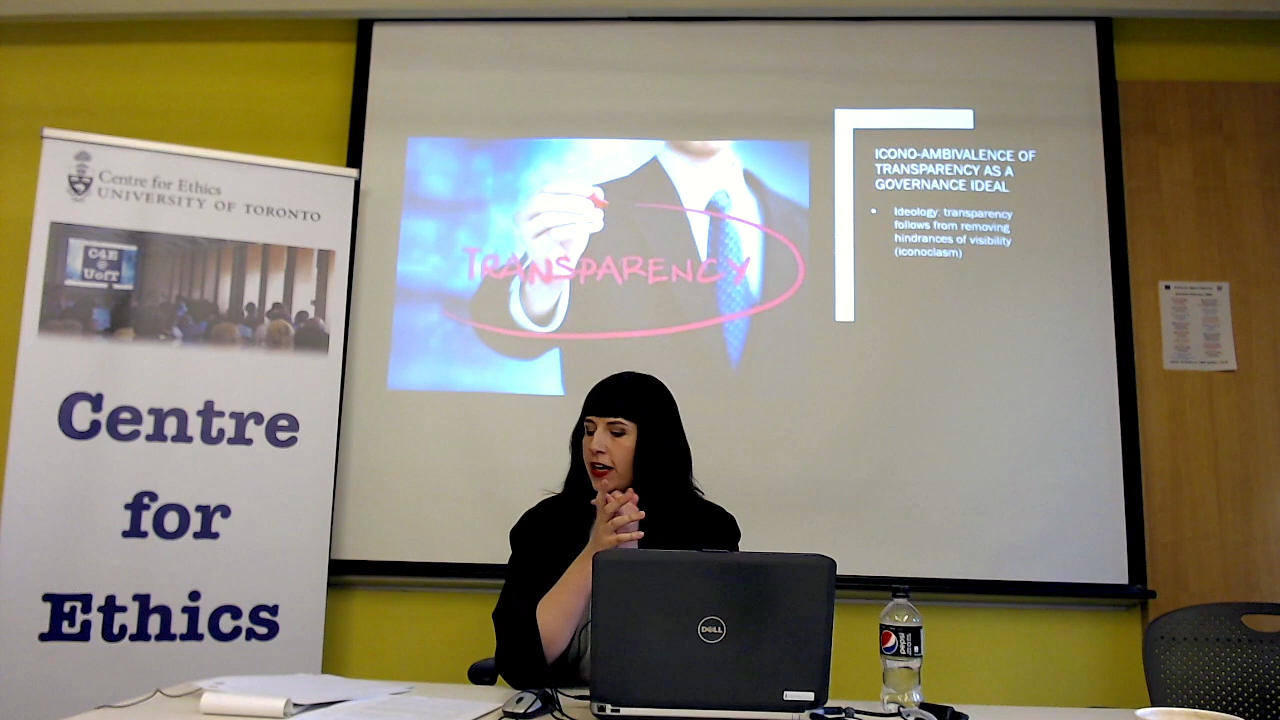 Centre for Ethics
UNIVERSITY OF TORONTO
C4E
@
UofT
Centre
for
Ethics
TRANSPARENCY
ICONO-AMBIVALENCE OF
TRANSPARENCY AS A
GOVERNANCE IDEAL
Ideology: transparency
follows from removing
hindrances of visibility
(iconoclasm)
DELL
pepsi